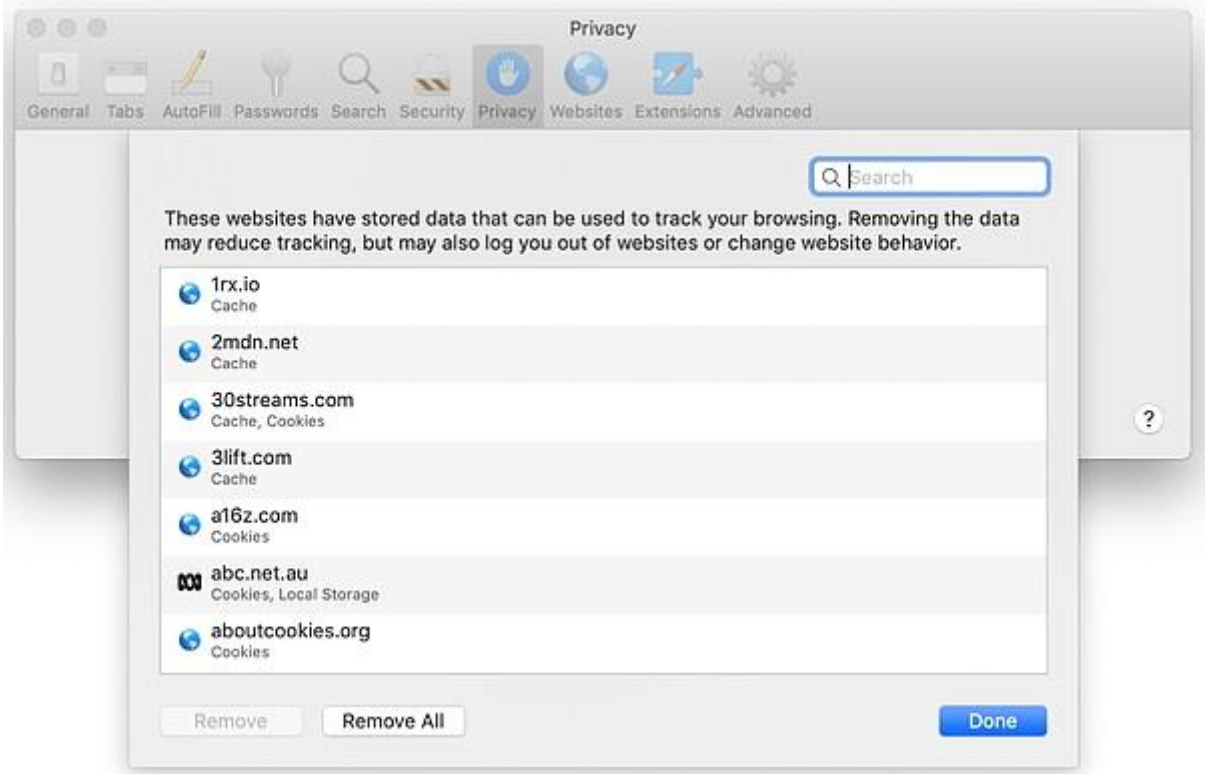 Privacy
General Tabs AutoFill Passwords Search Security Privacy Websites Extensions Advanced
Search
These websites have stored data that can be used to track your browsing. Removing the data
may reduce tracking, but may also log you out of websites or change website behavior.
1rx.io
Cache
2mdn.net
Cache
30streams.com
Cache, Cookies
?
3lift.com
Cache
a16z.com
Cookies
abc.net.au
Cookies, Local Storage
aboutcookies.org
Cookies
Remove Remove All Done